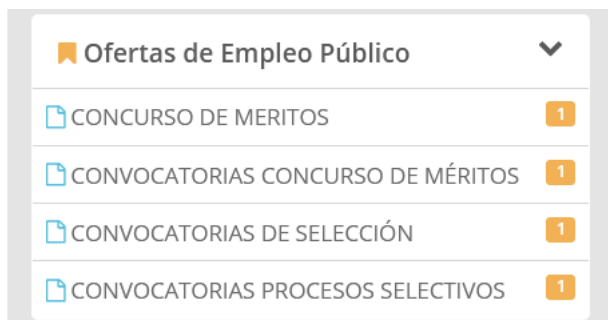 Ofertas de Empleo Público
CONCURSO DE MERITOS 1
CONVOCATORIAS CONCURSO DE MÉRITOS 1
CONVOCATORIAS DE SELECCIÓN 1
CONVOCATORIAS PROCESOS SELECTIVOS 1